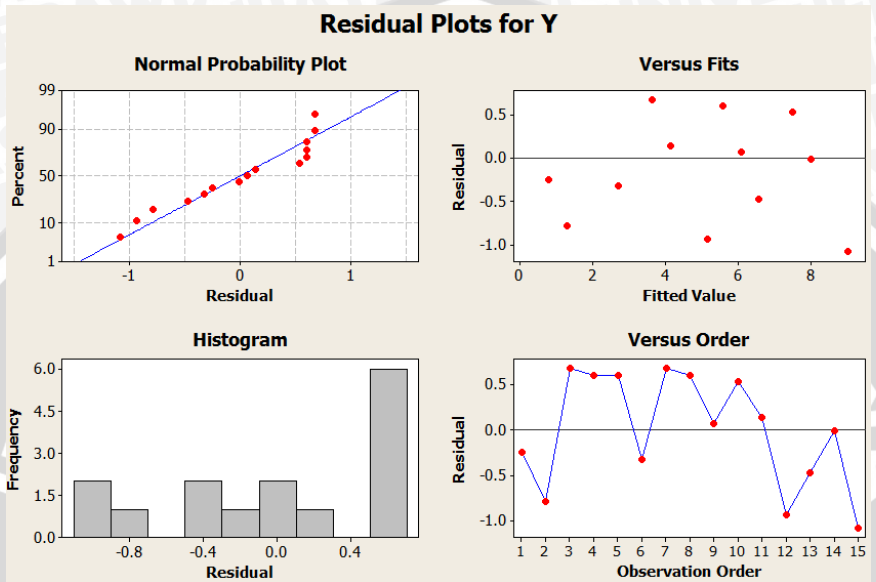 Residual Plots for Y
Normal Probability Plot
99
90
50
10
1
Percent
-1 0 1
Residual
Versus Fits
0.5
0.0
-0.5
-1.0
Residual
0 2 4 6 8
Fitted Value
Histogram
6.0
4.5
3.0
1.5
0.0
Frequency
-0.8 -0.4 0.0 0.4
Residual
Versus Order
0.5
0.0
-0.5
-1.0
Residual
1 2 3 4 5 6 7 8 9 10 11 12 13 14 15
Observation Order